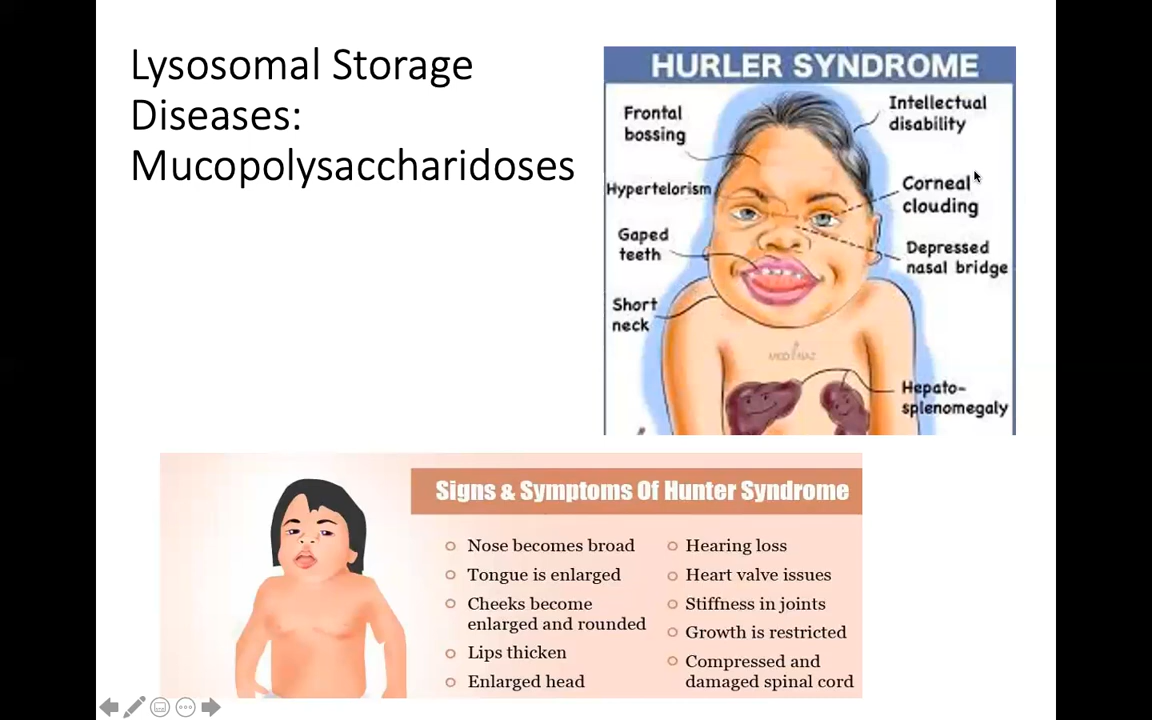 Lysosomal Storage
Diseases:
Mucopolysaccharidoses
HURLER SYNDROME
Frontal
bossing
Intellectual
disability
Hypertelorism
Corneal
clouding
Gaped
teeth
Depressed
nasal bridge
Short
neck
Hepato-
splenomegaly
Signs & Symptoms Of Hunter Syndrome
Nose becomes broad
Tongue is enlarged
Cheeks become
enlarged and rounded
Lips thicken
Enlarged head
Hearing loss
Heart valve issues
Stiffness in joints
Growth is restricted
Compressed and
damaged spinal cord